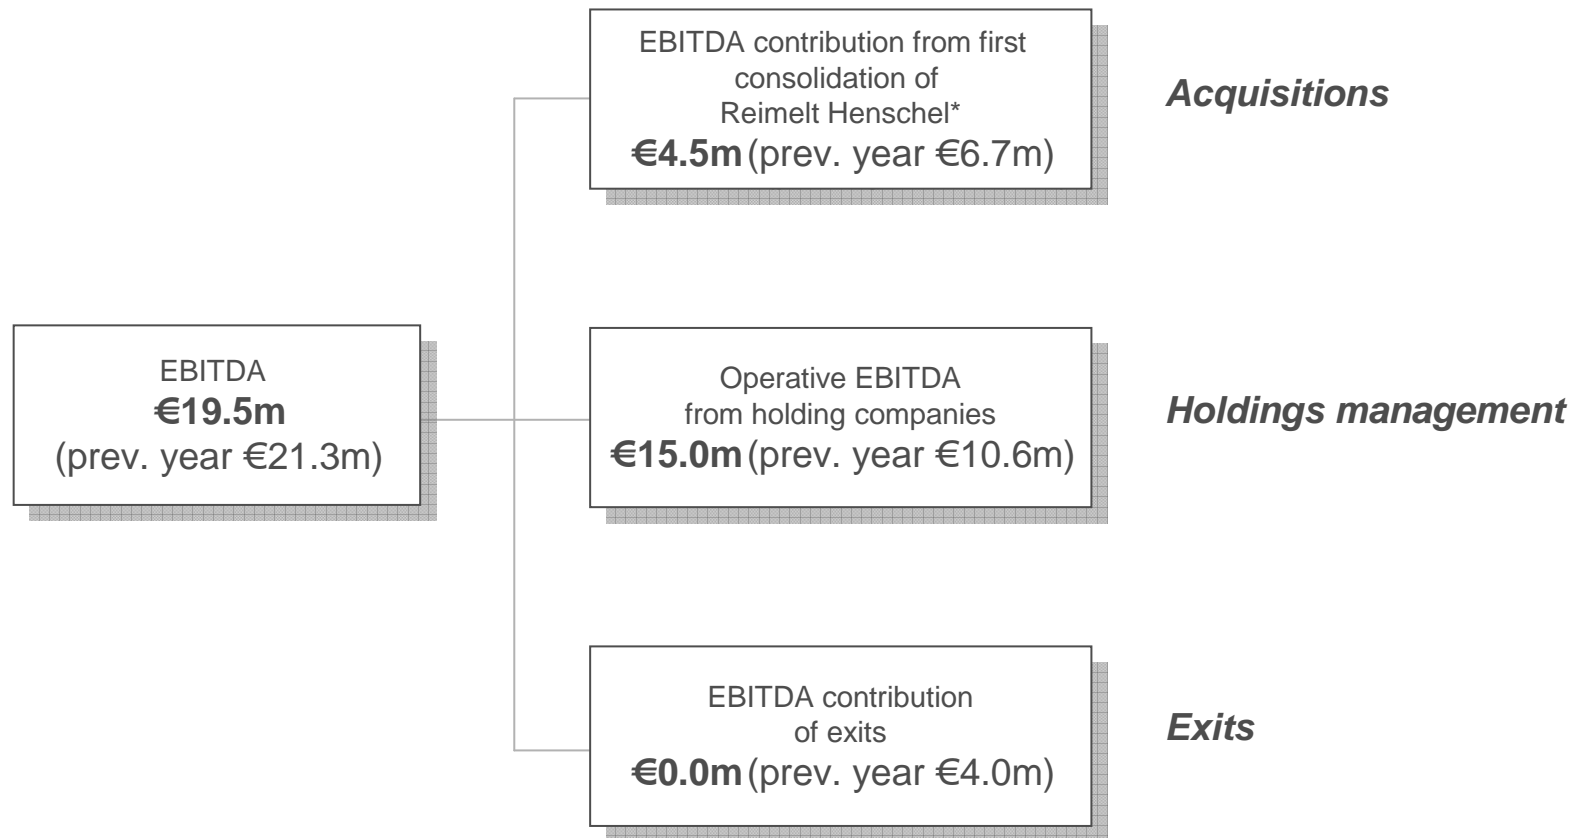 EBITDA contribution from first
consolidation of
Reimelt Henschel*
€4.5m (prev. year €6.7m)
Acquisitions
EBITDA
€19.5m
(prev. year €21.3m)
Operative EBITDA
from holding companies
€15.0m (prev. year €10.6m)
Holdings management
EBITDA contribution
of exits
€0.0m (prev. year €4.0m)
Exits